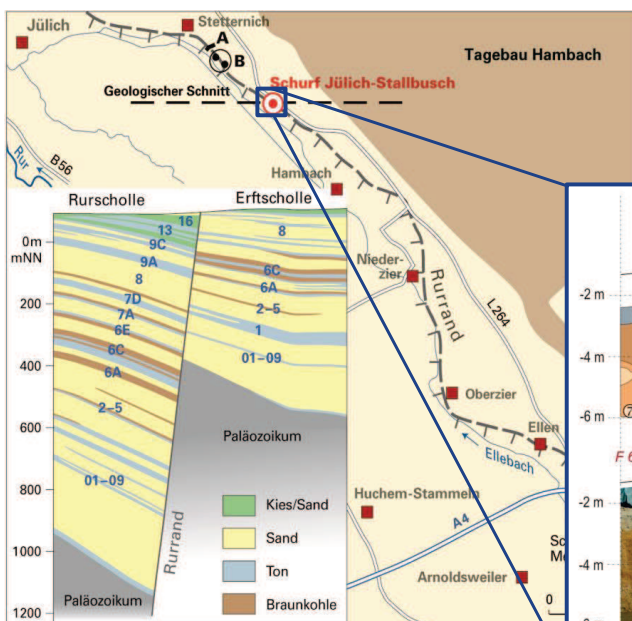 Jülich
Stetternich
A
B
Tagebau Hambach
Schurf Jülich-Stallbusch
Geologischer Schnitt
B56
Rur
Hambach
Rurscholle
Erftscholle
16
13
8
0m
mNN
9C
9A
6C
6A
8
7D
200
7A
2-5
6E
1
6C
400
6A
01-09
2-5
600
Paläozoikum
800
01-09
1000
Rurrand
Paläozoikum
1200
Kies/Sand
Sand
Ton
Braunkohle
Nieder-
zier
Rurrand
L264
Oberzier
Ellen
Ellebach
Huchem-Stammeln
A4
Arnoldsweiler
0
-2 m
-4 m
-6 m
7
F 6
-2 m
-4 m